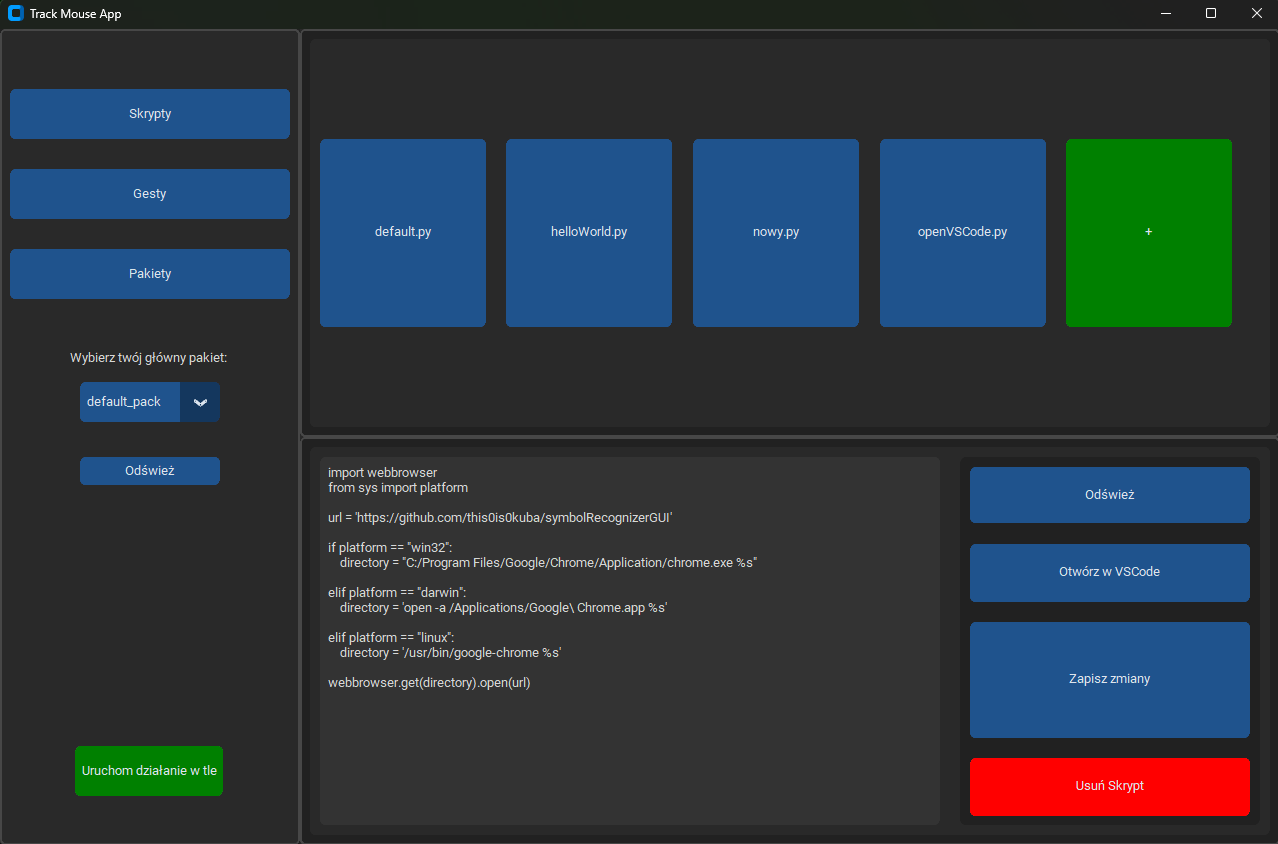 Track Mouse App
Skrypty
Gesty
Pakiety
Wybierz twój główny pakiet:
default_pack
Odśwież
Uruchom działanie w tle
default.py
helloWorld.py
nowy.py
openVSCode.py
+
import webbrowser
from sys import platform
url = 'https://github.com/this0is0kuba/symbolRecognizerGUI'
if platform == "win32":
    directory = "C:/Program Files/Google/Chrome/Application/chrome.exe %s"
elif platform == "darwin":
    directory = 'open -a /Applications/Google\ Chrome.app %s'
elif platform == "linux":
    directory = '/usr/bin/google-chrome %s'
webbrowser.get(directory).open(url)
Odśwież
Otwórz w VSCode
Zapisz zmiany
Usuń Skrypt